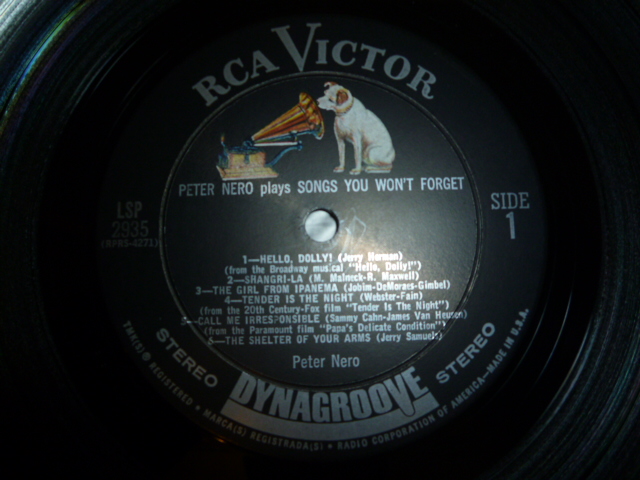 RCA VICTOR
PETER NERO plays SONGS YOU WON'T FORGET
LSP
2935
(RPRS-4271)
SIDE
1
1—HELLO, DOLLY! (Jerry Herman)
(from the Broadway musical "Hello, Dolly!")
2—SHANGRI-LA (M. Malneck-R. Maxwell)
3—THE GIRL FROM IPANEMA (Jobim-DeMoraes-Gimbel)
4—TENDER IS THE NIGHT (Webster-Fain)
(from the 20th Century-Fox film "Tender Is The Night")
5—CALL ME IRRESPONSIBLE (Sammy Cahn-James Van Heusen)
(from the Paramount film "Papa's Delicate Condition")
6—THE SHELTER OF YOUR ARMS (Jerry Samuels)
Peter Nero
STEREO
DYNAGROOVE
STEREO
TMK(S) ® REGISTERED • MARCA(S) REGISTRADA(S) • RADIO CORPORATION OF AMERICA—MADE IN U.S.A.